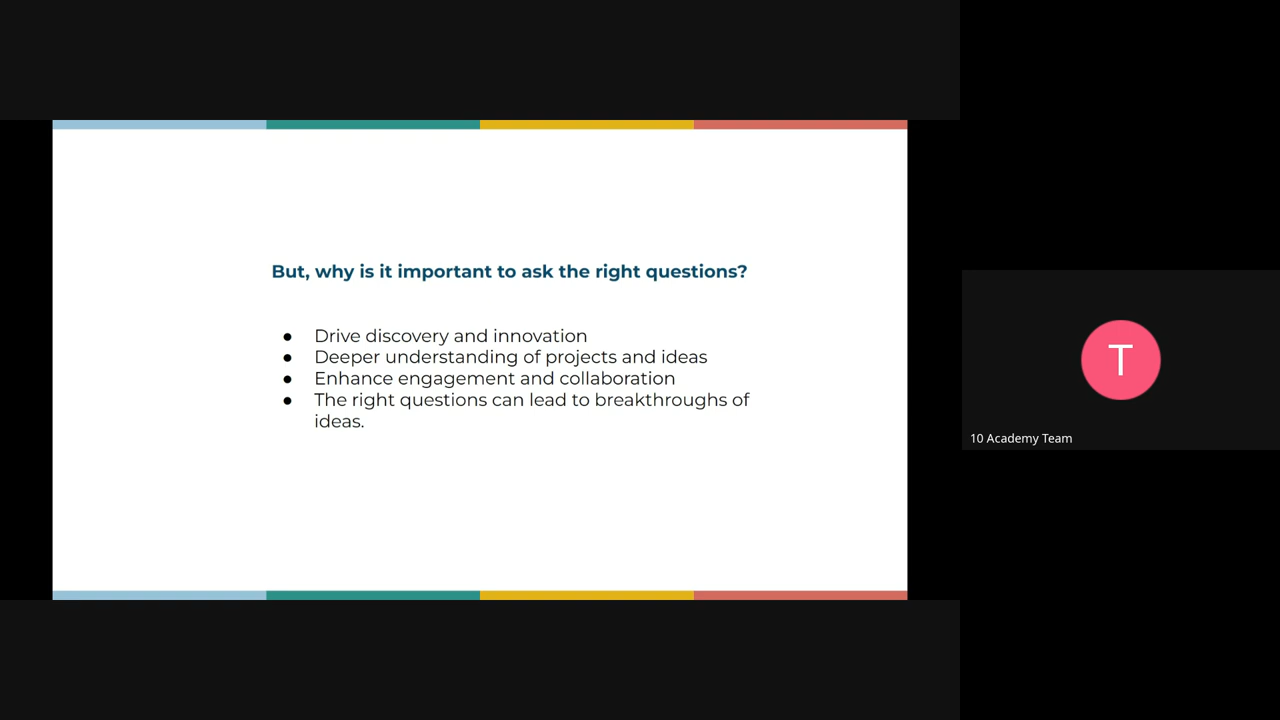 But, why is it important to ask the right questions?
● Drive discovery and innovation
● Deeper understanding of projects and ideas
● Enhance engagement and collaboration
● The right questions can lead to breakthroughs of
ideas.
T
10 Academy Team